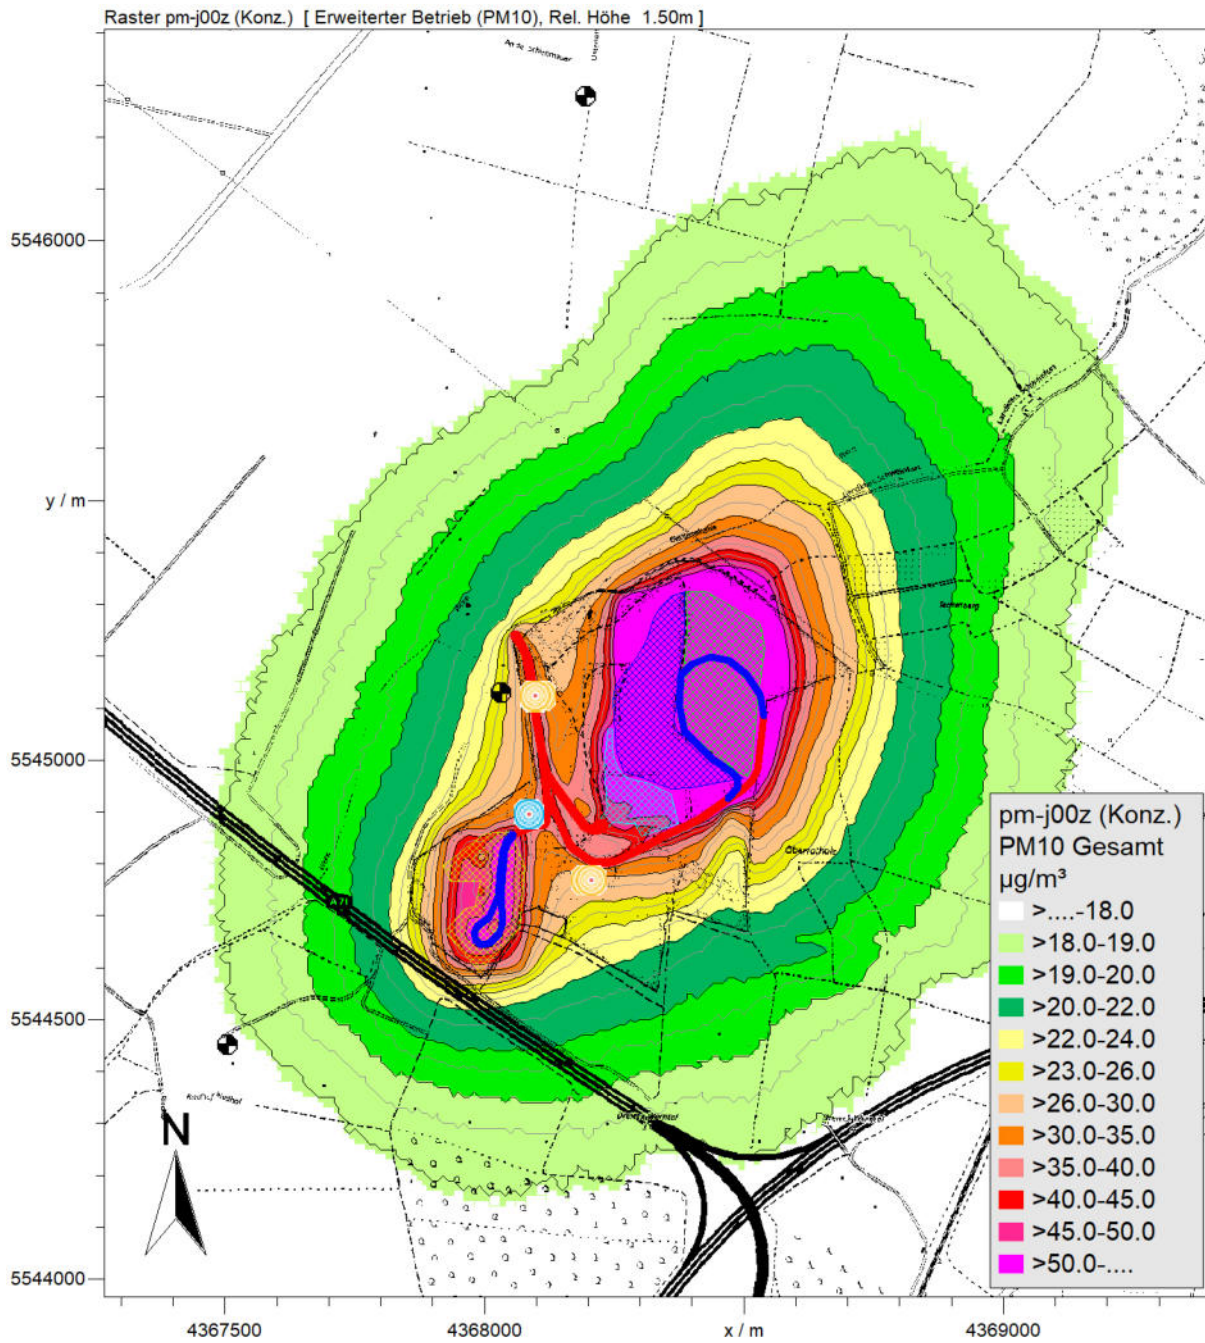 Raster pm-j00z (Konz.)  [ Erweiterter Betrieb (PM10), Rel. Höhe  1.50m ]
5546000
y / m
5545000
5544500
5544000
4367500
4368000
x / m
4369000
N
Oberholz
pm-j00z (Konz.)
PM10 Gesamt
µg/m³
>....-18.0
>18.0-19.0
>19.0-20.0
>20.0-22.0
>22.0-24.0
>23.0-26.0
>26.0-30.0
>30.0-35.0
>35.0-40.0
>40.0-45.0
>45.0-50.0
>50.0-....